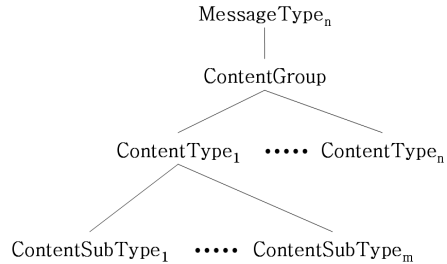 MessageTypeₙ
ContentGroup
ContentType₁ ••••• ContentTypeₙ
ContentSubType₁ ••••• ContentSubTypeₘ